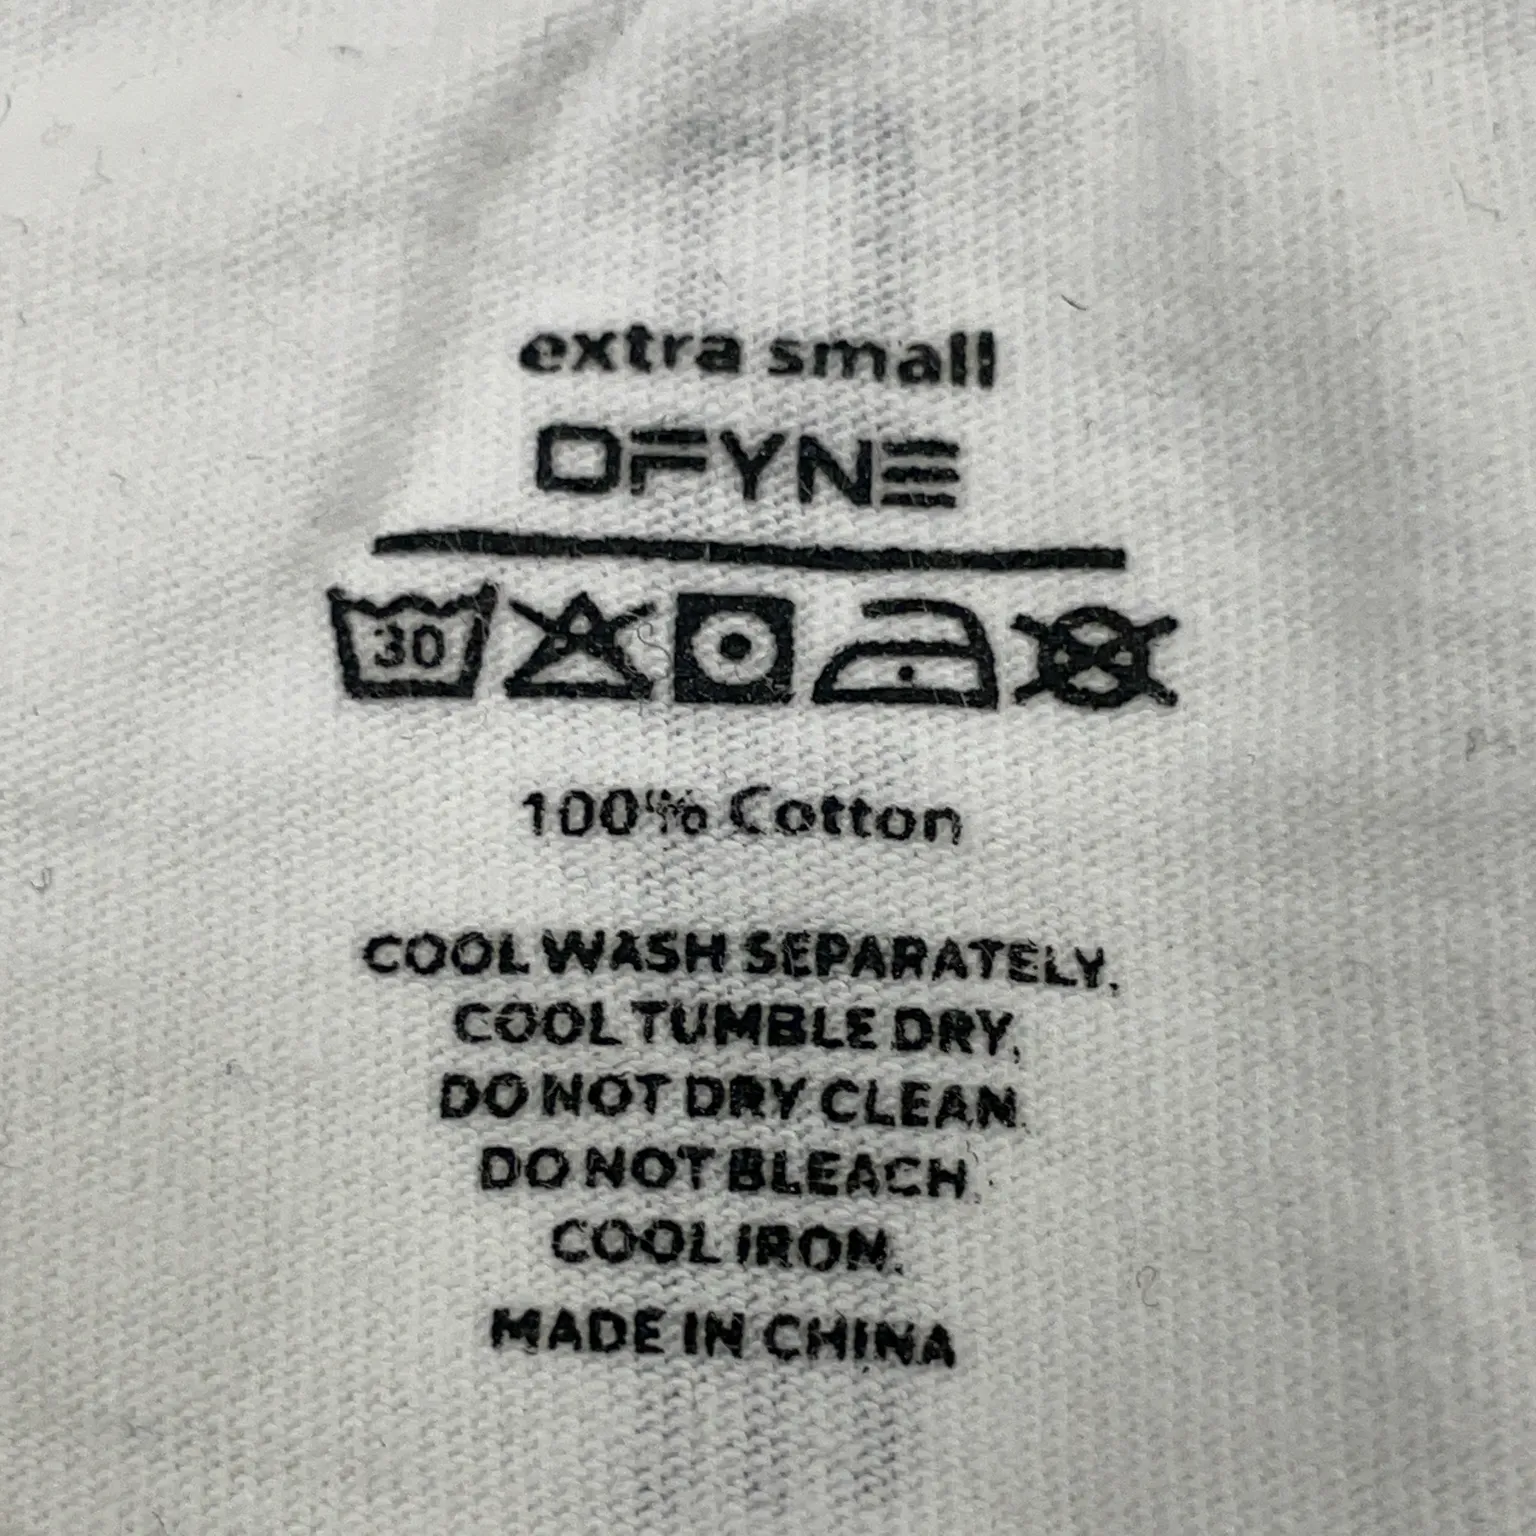 extra small
OFYNE
30
100% Cotton
COOL WASH SEPARATELY,
COOL TUMBLE DRY,
DO NOT DRY CLEAN.
DO NOT BLEACH.
COOL IRON.
MADE IN CHINA